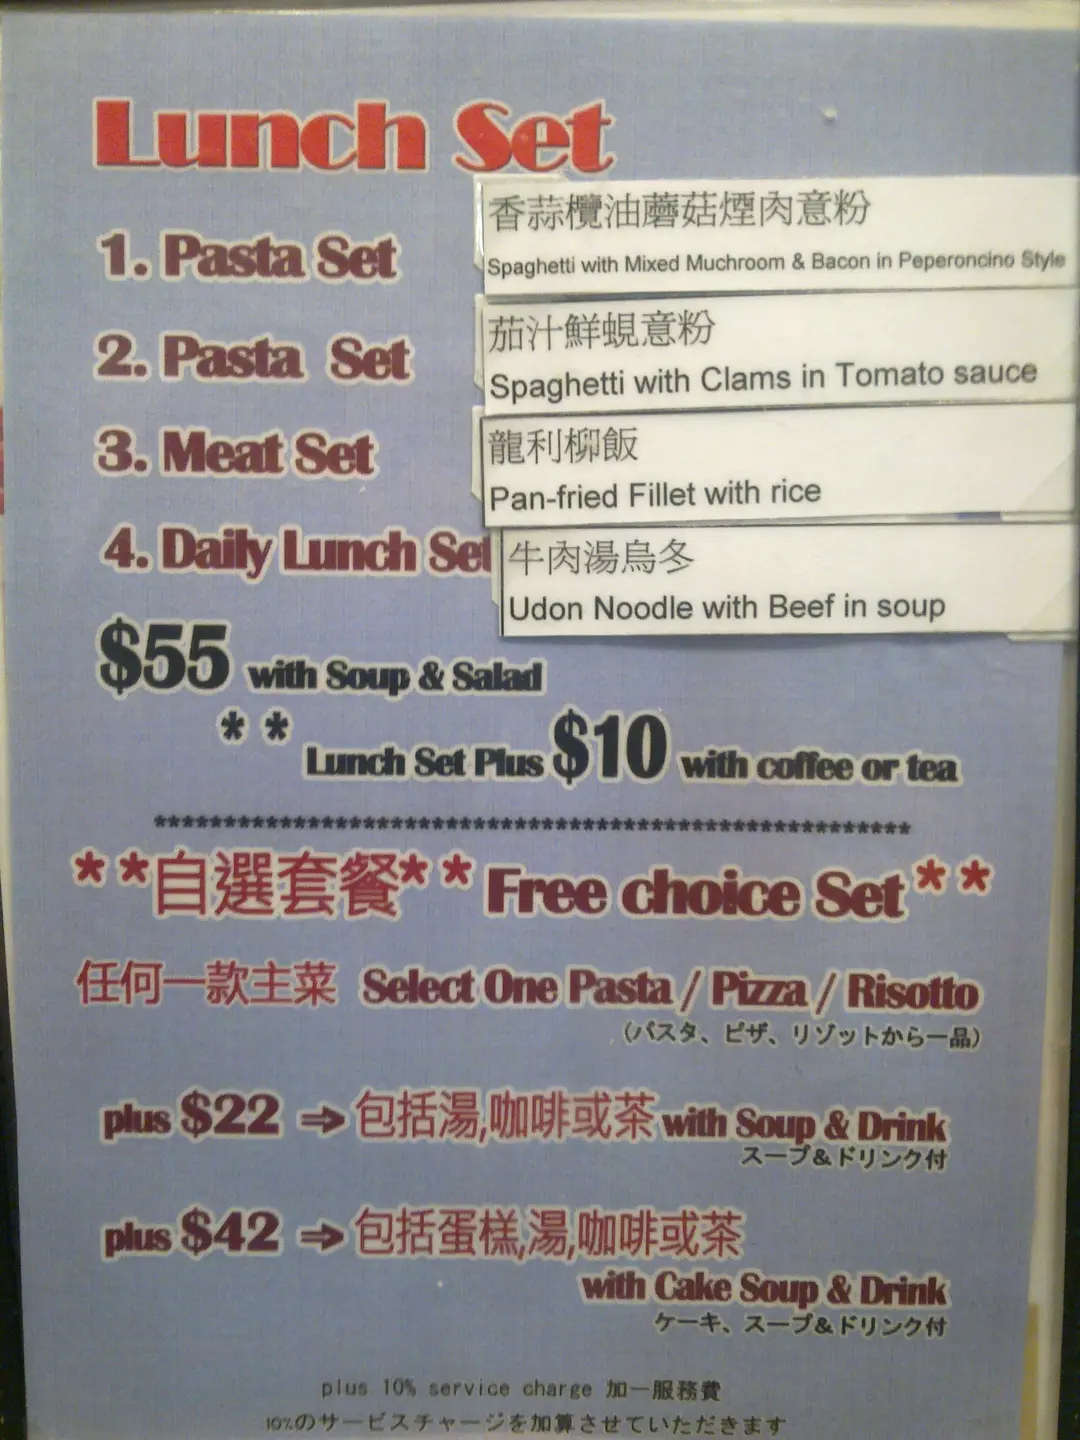 Lunch Set
1. Pasta Set
香蒜欖油蘑菇煙肉意粉
Spaghetti with Mixed Muchroom & Bacon in Peperoncino Style
2. Pasta Set
茄汁鮮蜆意粉
Spaghetti with Clams in Tomato sauce
3. Meat Set
龍利柳飯
Pan-fried Fillet with rice
4. Daily Lunch Set
牛肉湯烏冬
Udon Noodle with Beef in soup
$55 with Soup & Salad
** Lunch Set Plus $10 with coffee or tea
******************************************************
**自選套餐** Free choice Set**
任何一款主菜 Select One Pasta / Pizza / Risotto
(パスタ、ピザ、リゾットから一品)
plus $22 ⇒ 包括湯,咖啡或茶 with Soup & Drink
スープ&ドリンク付
plus $42 ⇒ 包括蛋糕,湯,咖啡或茶
with Cake Soup & Drink
ケーキ、スープ&ドリンク付
plus 10% service charge 加一服務費
10%のサービスチャージを加算させていただきます